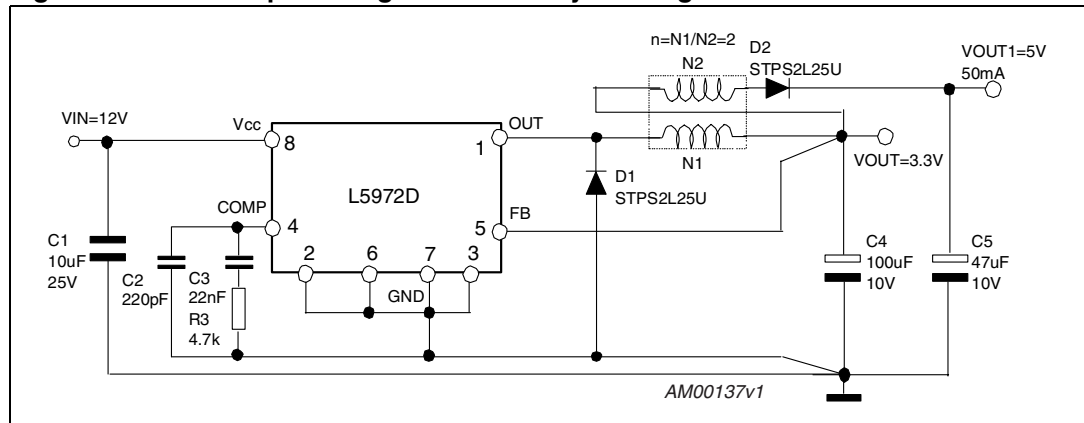 n=N1/N2=2
N2
D2
STPS2L25U
VOUT1=5V
50mA
VIN=12V
Vcc
8
OUT
1
N1
VOUT=3.3V
L5972D
D1
STPS2L25U
COMP
4
FB
5
2
6
7
3
GND
C1
10uF
25V
C2
220pF
C3
22nF
R3
4.7k
C4
100uF
10V
C5
47uF
10V
AM00137v1